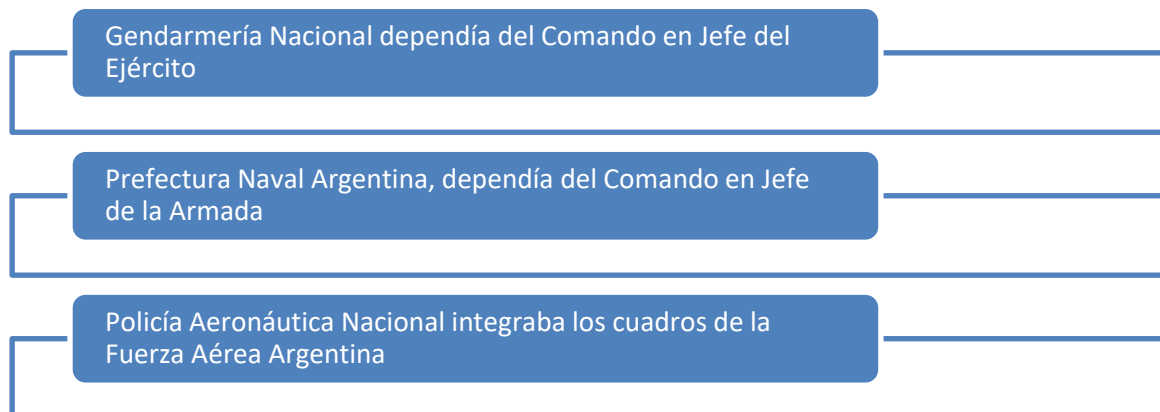 Gendarmería Nacional dependía del Comando en Jefe del
Ejército
Prefectura Naval Argentina, dependía del Comando en Jefe
de la Armada
Policía Aeronáutica Nacional integraba los cuadros de la
Fuerza Aérea Argentina